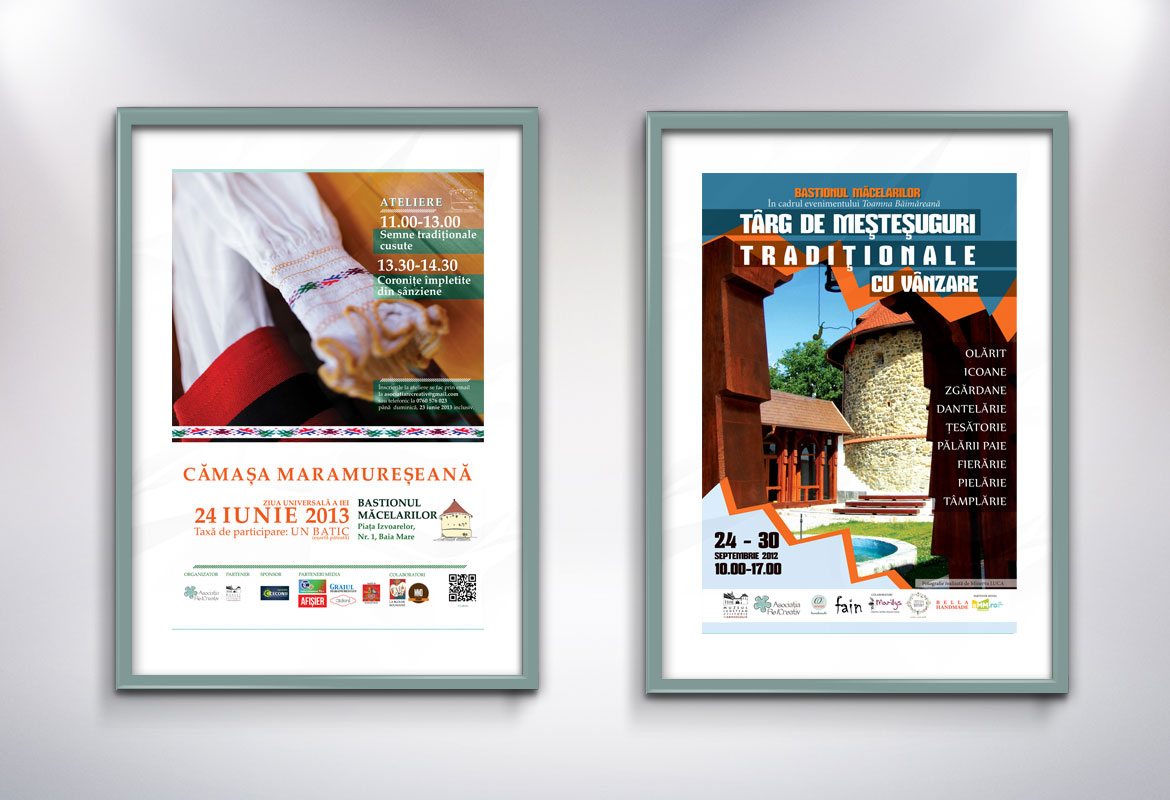 ATELIERE
11.00-13.00
Semne tradiționale
cusute
13.30-14.30
Coronițe împletite
din sânziene
Înscrierile la ateliere se fac prin email
la asociatiarecreativ@gmail.com
sau telefonic la 0760 576 023
până duminică, 23 iunie 2013 inclusiv
CĂMAȘA MARAMUREȘEANĂ
ZIUA UNIVERSALĂ A IEI
24 IUNIE 2013
Taxă de participare: UN BATIC
BASTIONUL
MĂCELARILOR
Piața Izvoarelor,
Nr. 1, Baia Mare
ORGANIZATOR PARTENER SPONSOR PARTENERI MEDIA COLABORATORI
Asociația
Re[Creativ
GRAIUL
AFIȘIER
BASTIONUL MĂCELARILOR
În cadrul evenimentului Toamna Băimăreană
TÂRG DE MEȘTEȘUGURI
TRADIȚIONALE
CU VÂNZARE
OLĂRIT
ICOANE
ZGĂRDANE
DANTELĂRIE
ȚESĂTORIE
PĂLĂRII PAIE
FIERĂRIE
PIELĂRIE
TÂMPLĂRIE
24 - 30
SEPTEMBRIE 2012
10.00-17.00
Fotografie realizată de Minerva LUCA
Asociația
Re[Creativ
fain
Marilys
BELLA
HANDMADE